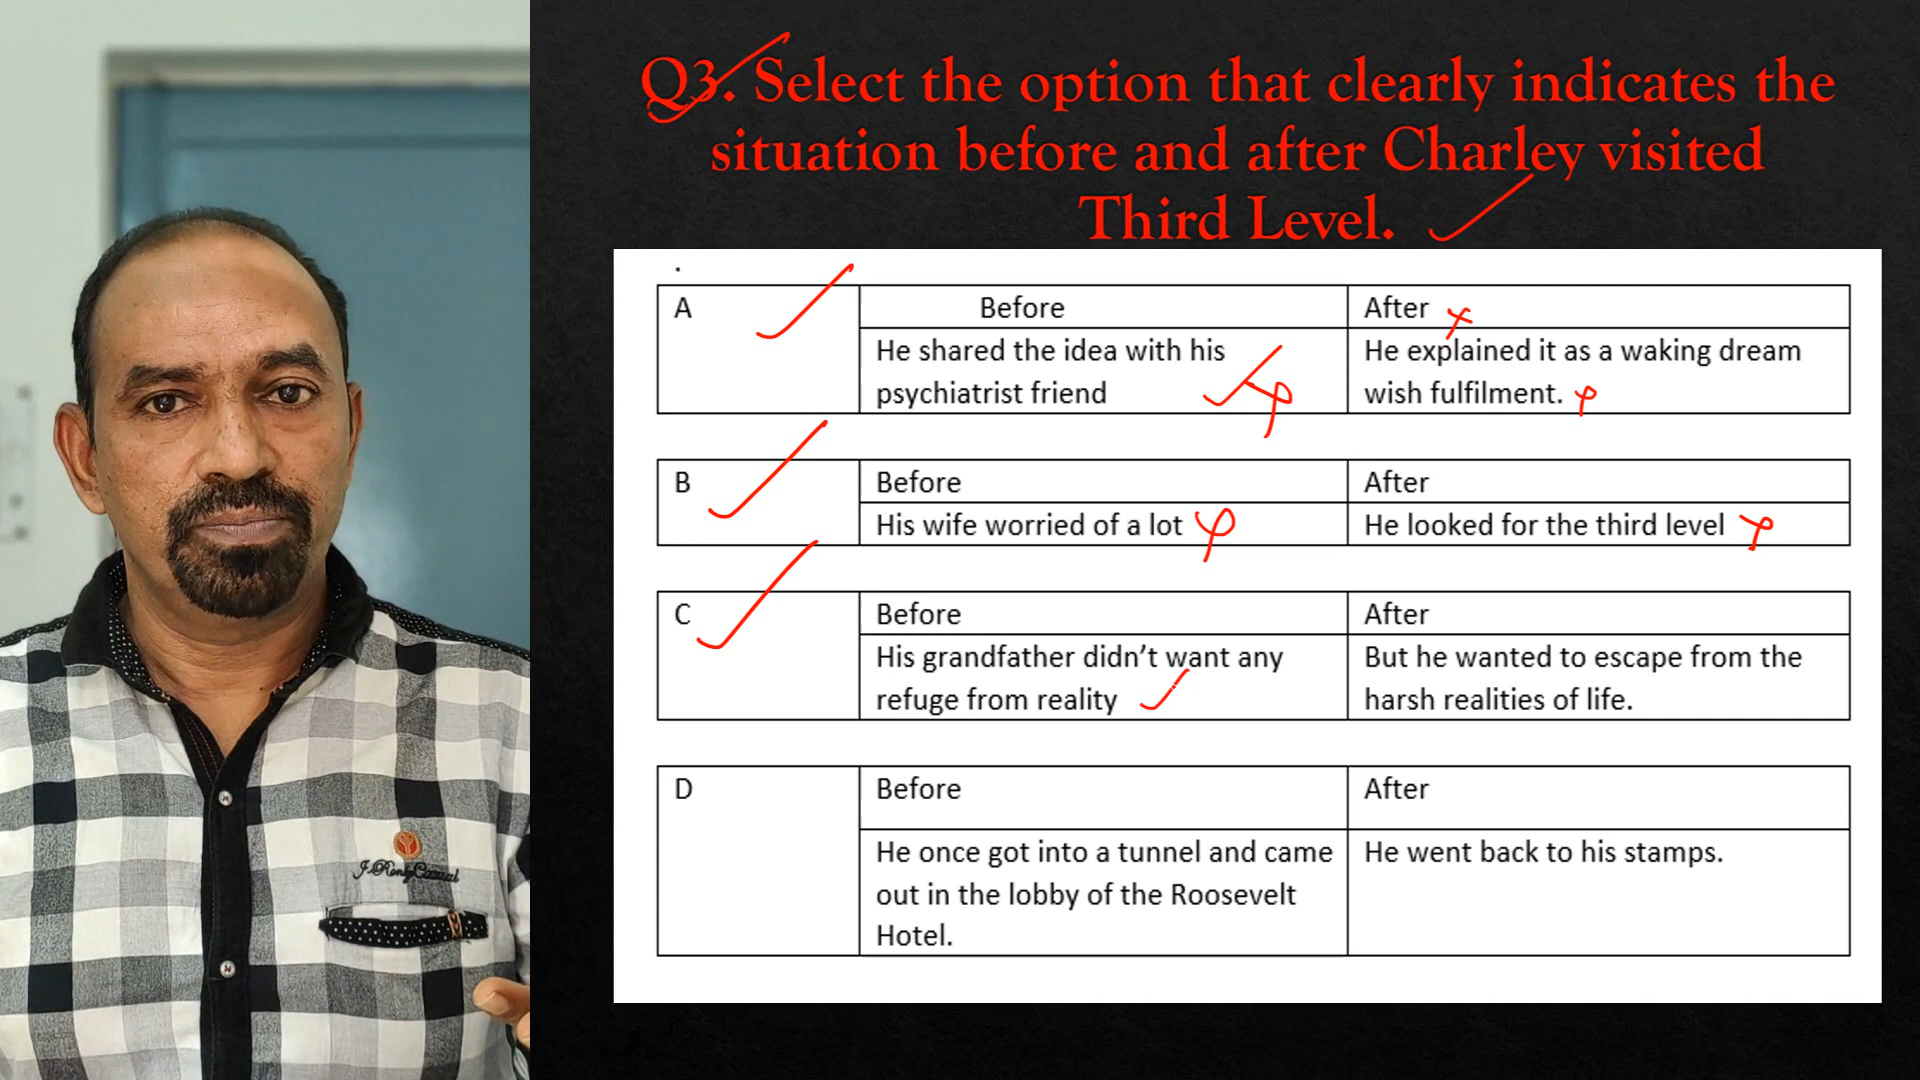 Q3. Select the option that clearly indicates the
situation before and after Charley visited
Third Level.
.
A
Before
After
He shared the idea with his
psychiatrist friend
He explained it as a waking dream
wish fulfilment.
B
Before
After
His wife worried of a lot
He looked for the third level
C
Before
After
His grandfather didn't want any
refuge from reality
But he wanted to escape from the
harsh realities of life.
D
Before
After
He once got into a tunnel and came
out in the lobby of the Roosevelt
Hotel.
He went back to his stamps.